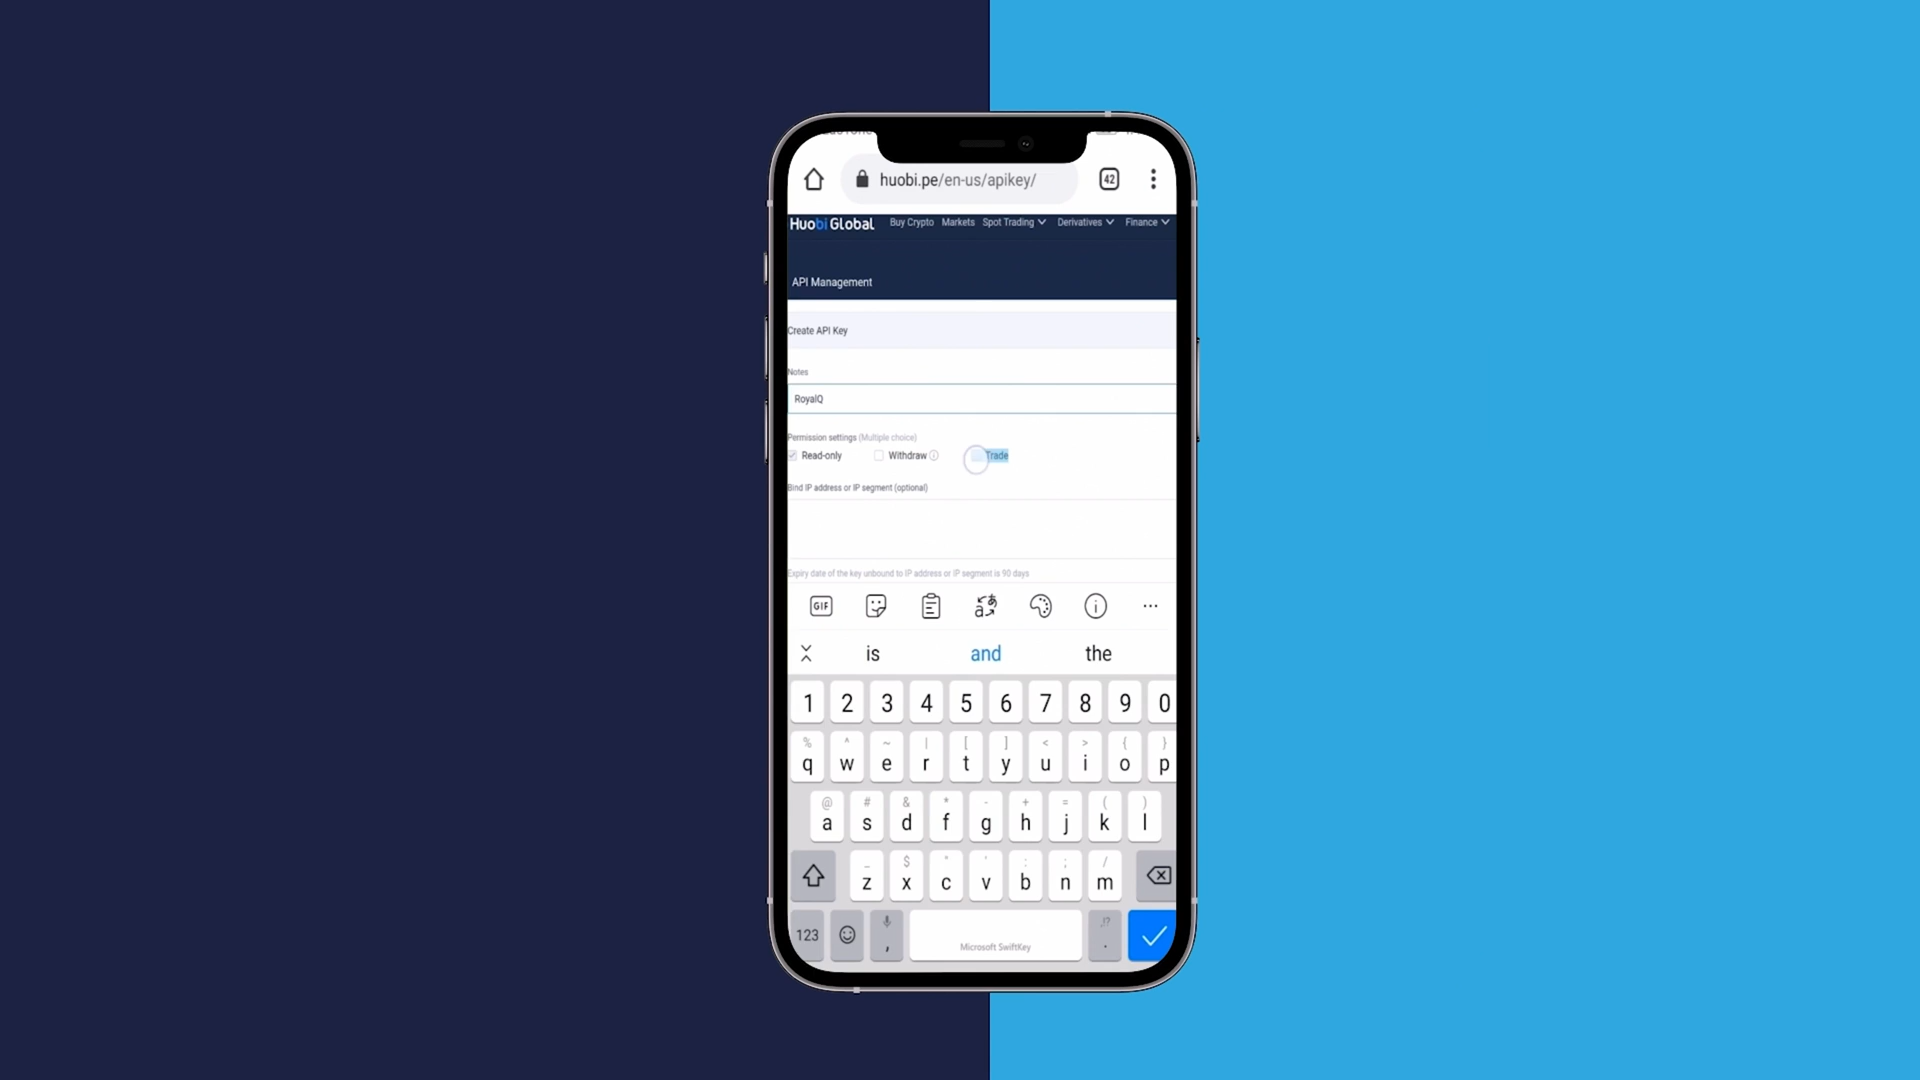 42
huobi.pe/en-us/apikey/
Huobi Global Buy Crypto Markets Spot Trading Derivatives Finance
API Management
Create API Key
Notes
RoyalQ
Permission settings (Multiple choice)
Read-only Withdraw Trade
Bind IP address or IP segment (optional)
Expiry date of the key unbound to IP address or IP segment is 90 days
GIF
is and the
1 2 3 4 5 6 7 8 9 0
% ^ ~ | [ ] < > { }
q w e r t y u i o p
@ # & * - + = ( )
a s d f g h j k l
_ $ " ' : ; /
z x c v b n m
123 , Microsoft SwiftKey .